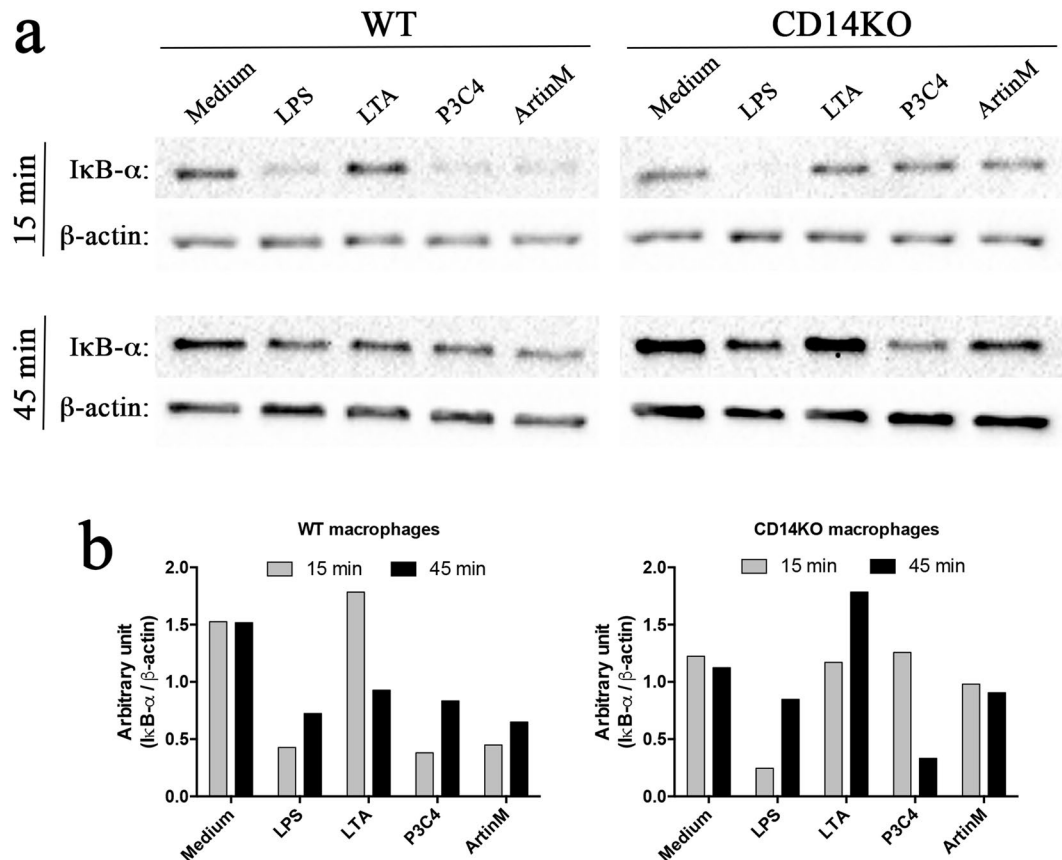 a
WT
CD14KO
Medium
LPS
LTA
P3C4
ArtinM
Medium
LPS
LTA
P3C4
ArtinM
15 min
IκB-α:
β-actin:
45 min
IκB-α:
β-actin:
b
WT macrophages
15 min
45 min
Arbitrary unit
(IκB-α / β-actin)
2.0
1.5
1.0
0.5
0.0
Medium
LPS
LTA
P3C4
ArtinM
CD14KO macrophages
15 min
45 min
Arbitrary unit
(IκB-α / β-actin)
2.0
1.5
1.0
0.5
0.0
Medium
LPS
LTA
P3C4
ArtinM